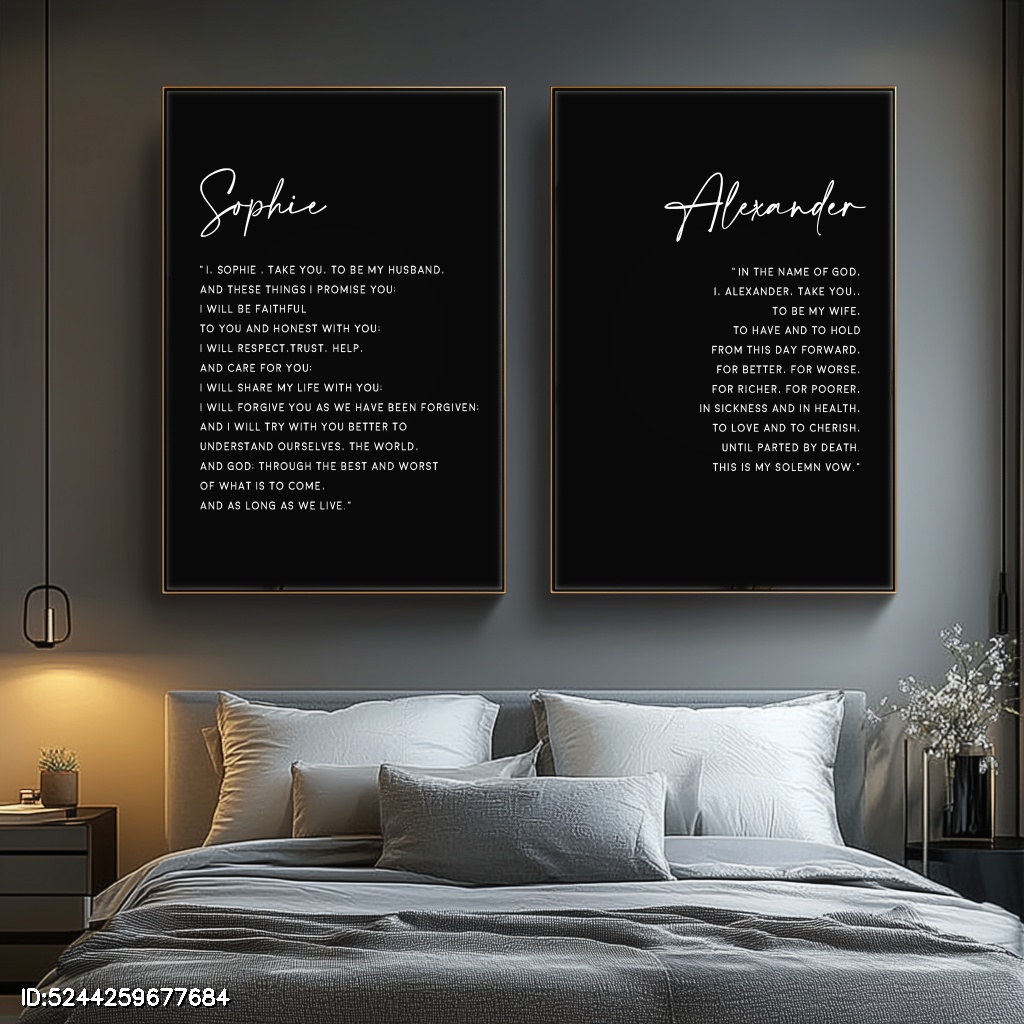 Sophie
"I, SOPHIE , TAKE YOU, TO BE MY HUSBAND,
AND THESE THINGS I PROMISE YOU:
I WILL BE FAITHFUL
TO YOU AND HONEST WITH YOU;
I WILL RESPECT,TRUST, HELP,
AND CARE FOR YOU;
I WILL SHARE MY LIFE WITH YOU;
I WILL FORGIVE YOU AS WE HAVE BEEN FORGIVEN;
AND I WILL TRY WITH YOU BETTER TO
UNDERSTAND OURSELVES, THE WORLD,
AND GOD; THROUGH THE BEST AND WORST
OF WHAT IS TO COME,
AND AS LONG AS WE LIVE."
Alexander
"IN THE NAME OF GOD,
I, ALEXANDER, TAKE YOU,,
TO BE MY WIFE,
TO HAVE AND TO HOLD
FROM THIS DAY FORWARD,
FOR BETTER, FOR WORSE,
FOR RICHER, FOR POORER,
IN SICKNESS AND IN HEALTH,
TO LOVE AND TO CHERISH,
UNTIL PARTED BY DEATH.
THIS IS MY SOLEMN VOW."
ID:5244259677684